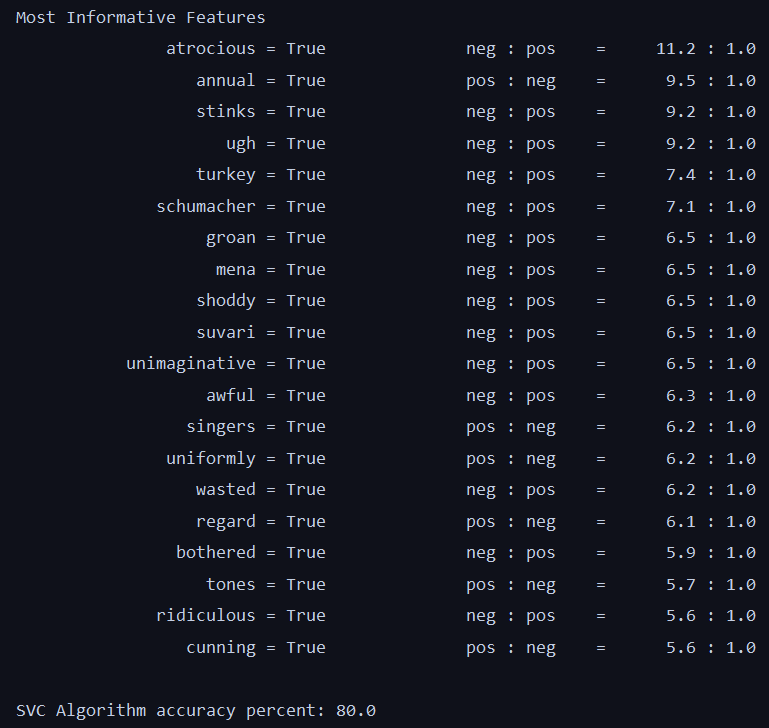 Most Informative Features
atrocious = True neg : pos = 11.2 : 1.0
annual = True pos : neg = 9.5 : 1.0
stinks = True neg : pos = 9.2 : 1.0
ugh = True neg : pos = 9.2 : 1.0
turkey = True neg : pos = 7.4 : 1.0
schumacher = True neg : pos = 7.1 : 1.0
groan = True neg : pos = 6.5 : 1.0
mena = True neg : pos = 6.5 : 1.0
shoddy = True neg : pos = 6.5 : 1.0
suvari = True neg : pos = 6.5 : 1.0
unimaginative = True neg : pos = 6.5 : 1.0
awful = True neg : pos = 6.3 : 1.0
singers = True pos : neg = 6.2 : 1.0
uniformly = True pos : neg = 6.2 : 1.0
wasted = True neg : pos = 6.2 : 1.0
regard = True pos : neg = 6.1 : 1.0
bothered = True neg : pos = 5.9 : 1.0
tones = True pos : neg = 5.7 : 1.0
ridiculous = True neg : pos = 5.6 : 1.0
cunning = True pos : neg = 5.6 : 1.0
SVC Algorithm accuracy percent: 80.0